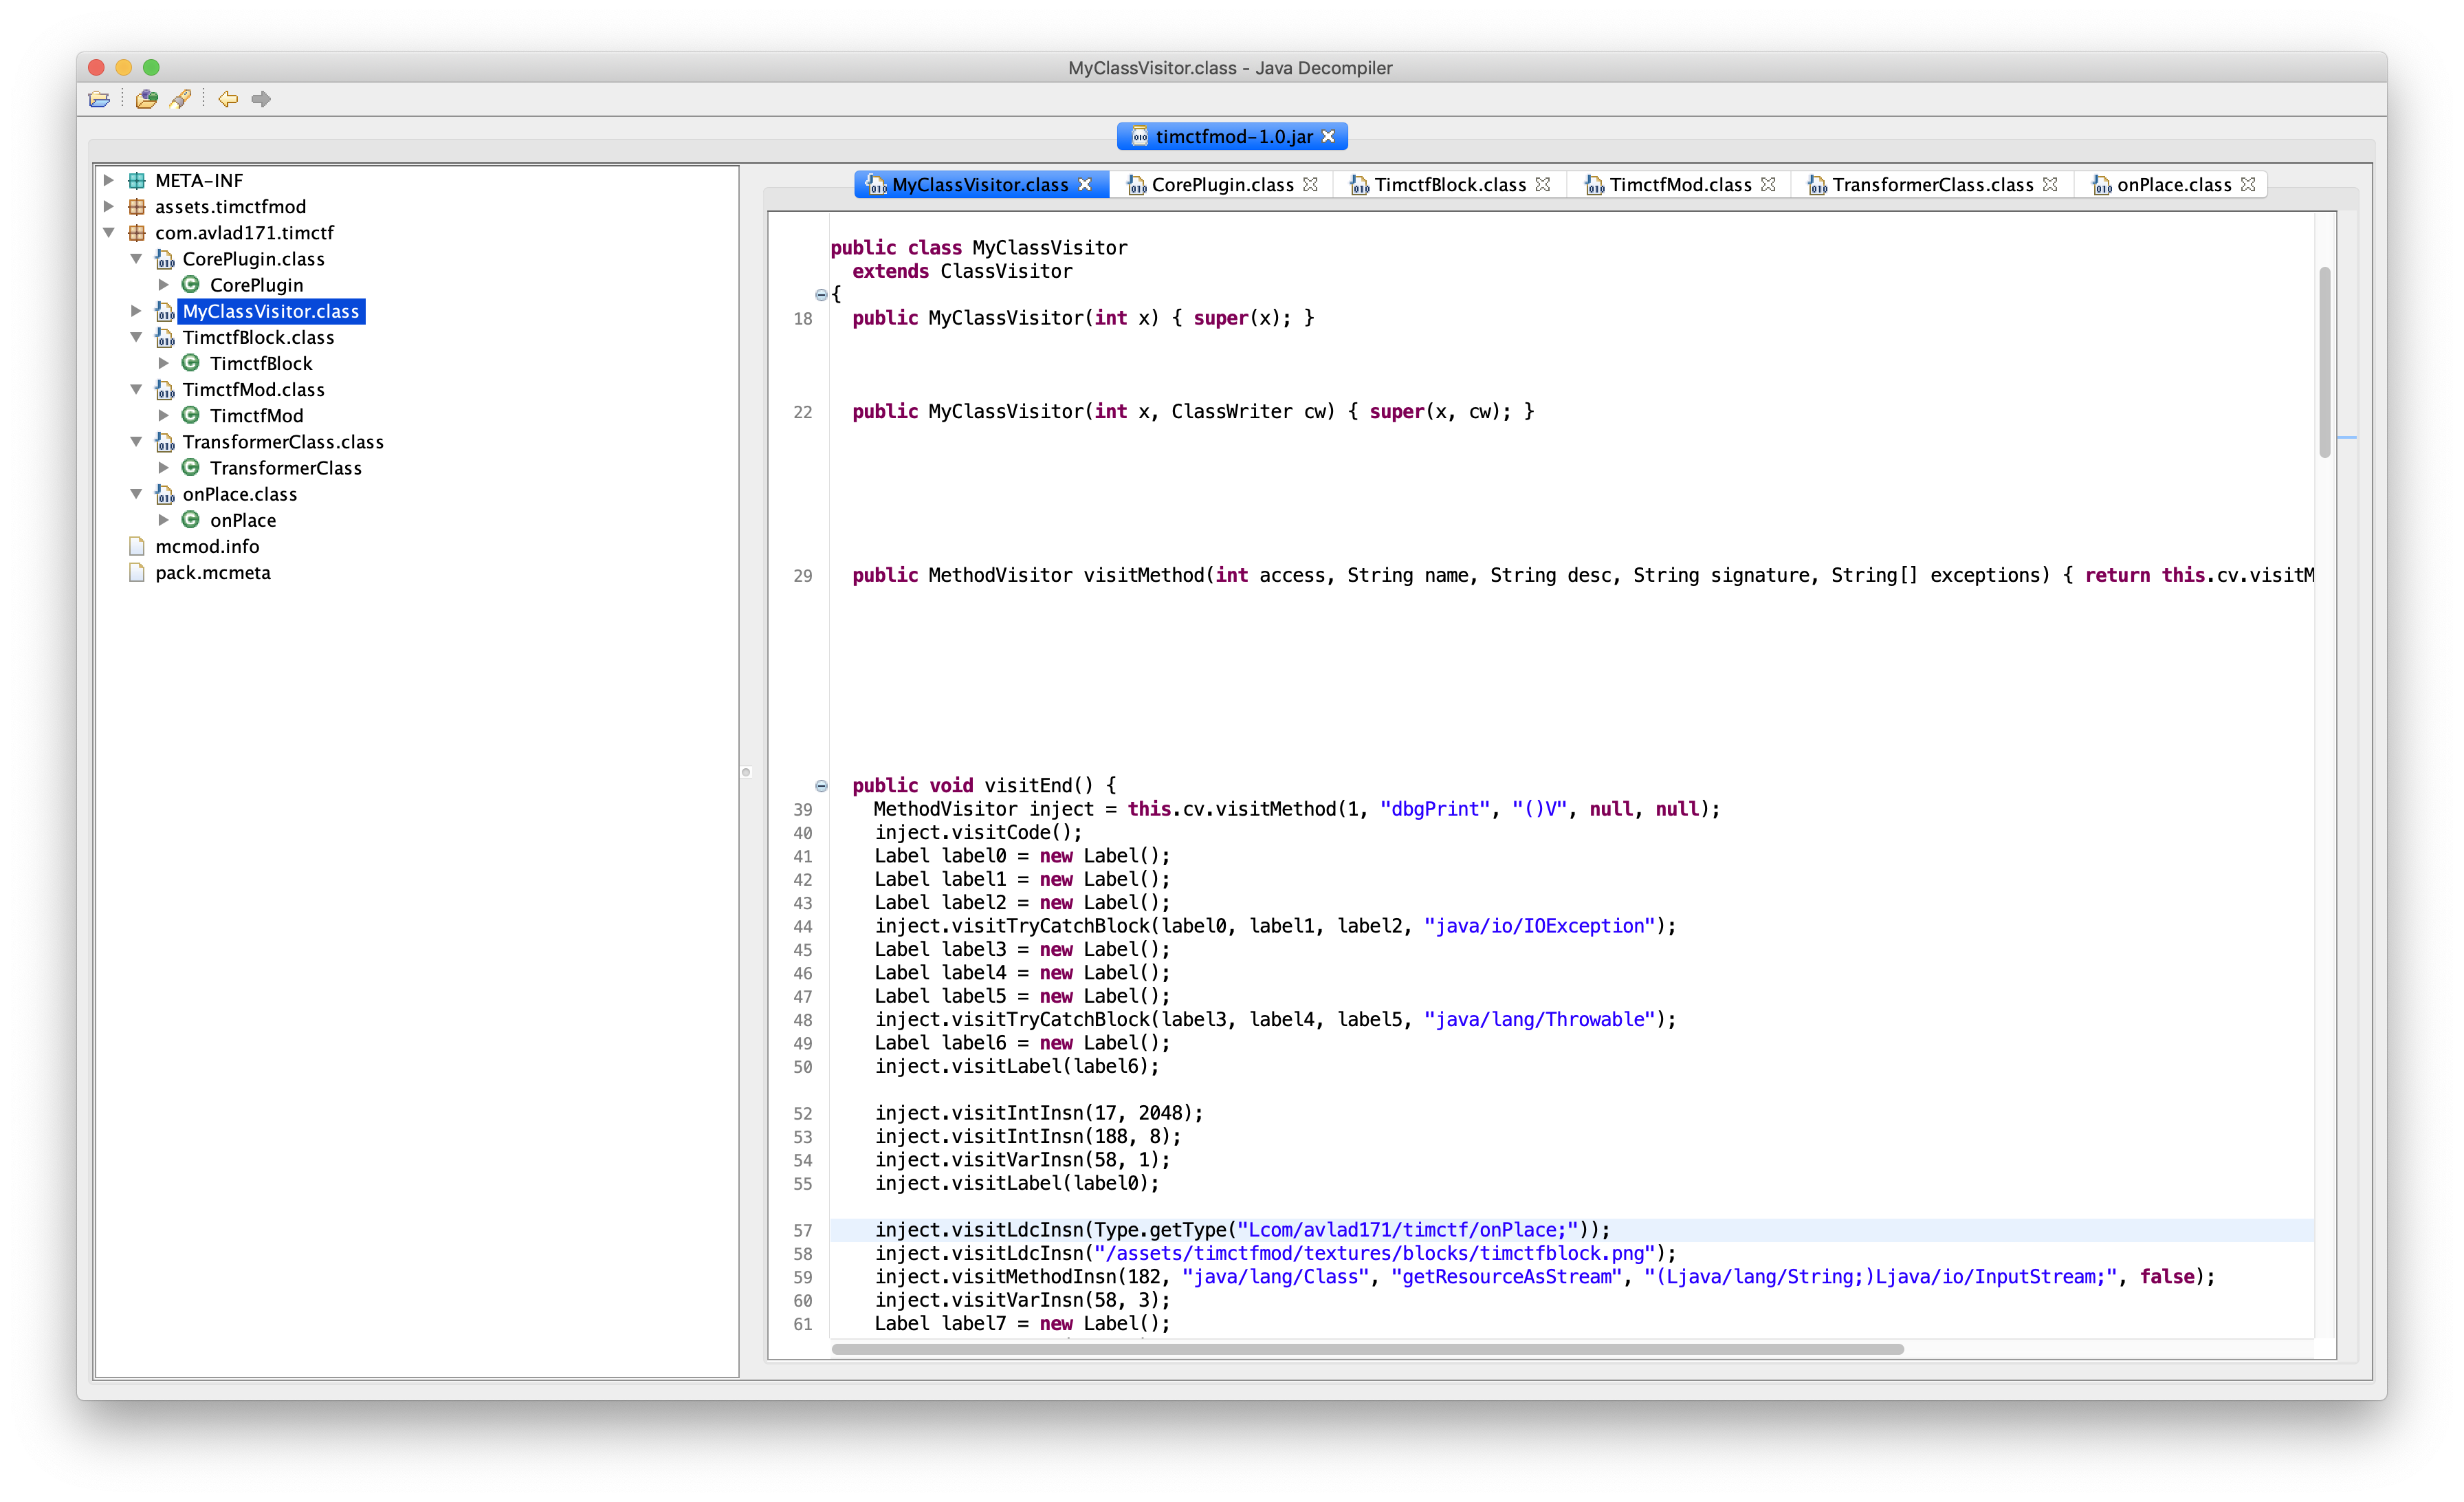 MyClassVisitor.class - Java Decompiler
timctfmod-1.0.jar
META-INF
assets.timctfmod
com.avlad171.timctf
CorePlugin.class
CorePlugin
MyClassVisitor.class
TimctfBlock.class
TimctfBlock
TimctfMod.class
TimctfMod
TransformerClass.class
TransformerClass
onPlace.class
onPlace
mcmod.info
pack.mcmeta
MyClassVisitor.class CorePlugin.class TimctfBlock.class TimctfMod.class TransformerClass.class onPlace.class
public class MyClassVisitor
extends ClassVisitor
{
18 public MyClassVisitor(int x) { super(x); }
22 public MyClassVisitor(int x, ClassWriter cw) { super(x, cw); }
29 public MethodVisitor visitMethod(int access, String name, String desc, String signature, String[] exceptions) { return this.cv.visitM
public void visitEnd() {
39 MethodVisitor inject = this.cv.visitMethod(1, "dbgPrint", "()V", null, null);
40 inject.visitCode();
41 Label label0 = new Label();
42 Label label1 = new Label();
43 Label label2 = new Label();
44 inject.visitTryCatchBlock(label0, label1, label2, "java/io/IOException");
45 Label label3 = new Label();
46 Label label4 = new Label();
47 Label label5 = new Label();
48 inject.visitTryCatchBlock(label3, label4, label5, "java/lang/Throwable");
49 Label label6 = new Label();
50 inject.visitLabel(label6);
52 inject.visitIntInsn(17, 2048);
53 inject.visitIntInsn(188, 8);
54 inject.visitVarInsn(58, 1);
55 inject.visitLabel(label0);
57 inject.visitLdcInsn(Type.getType("Lcom/avlad171/timctf/onPlace;"));
58 inject.visitLdcInsn("/assets/timctfmod/textures/blocks/timctfblock.png");
59 inject.visitMethodInsn(182, "java/lang/Class", "getResourceAsStream", "(Ljava/lang/String;)Ljava/io/InputStream;", false);
60 inject.visitVarInsn(58, 3);
61 Label label7 = new Label();